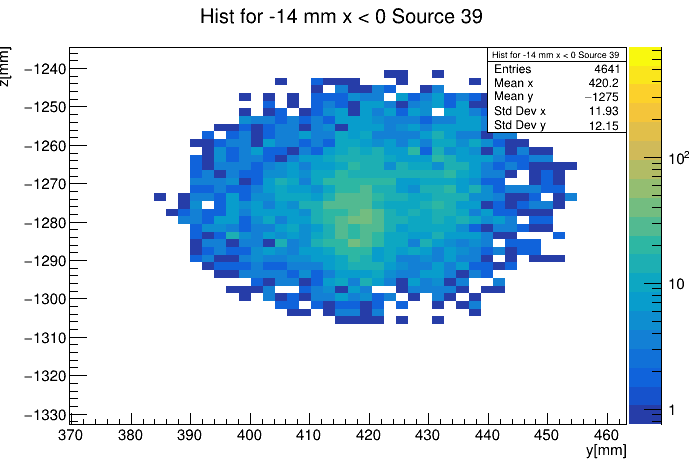 Hist for -14 mm x < 0 Source 39
z[mm]
Hist for -14 mm x < 0 Source 39
Entries 4641
Mean x 420.2
Mean y −1275
Std Dev x 11.93
Std Dev y 12.15
−1240
−1250
−1260
−1270
−1280
−1290
−1300
−1310
−1320
−1330
370 380 390 400 410 420 430 440 450 460
y[mm]
10²
10
1